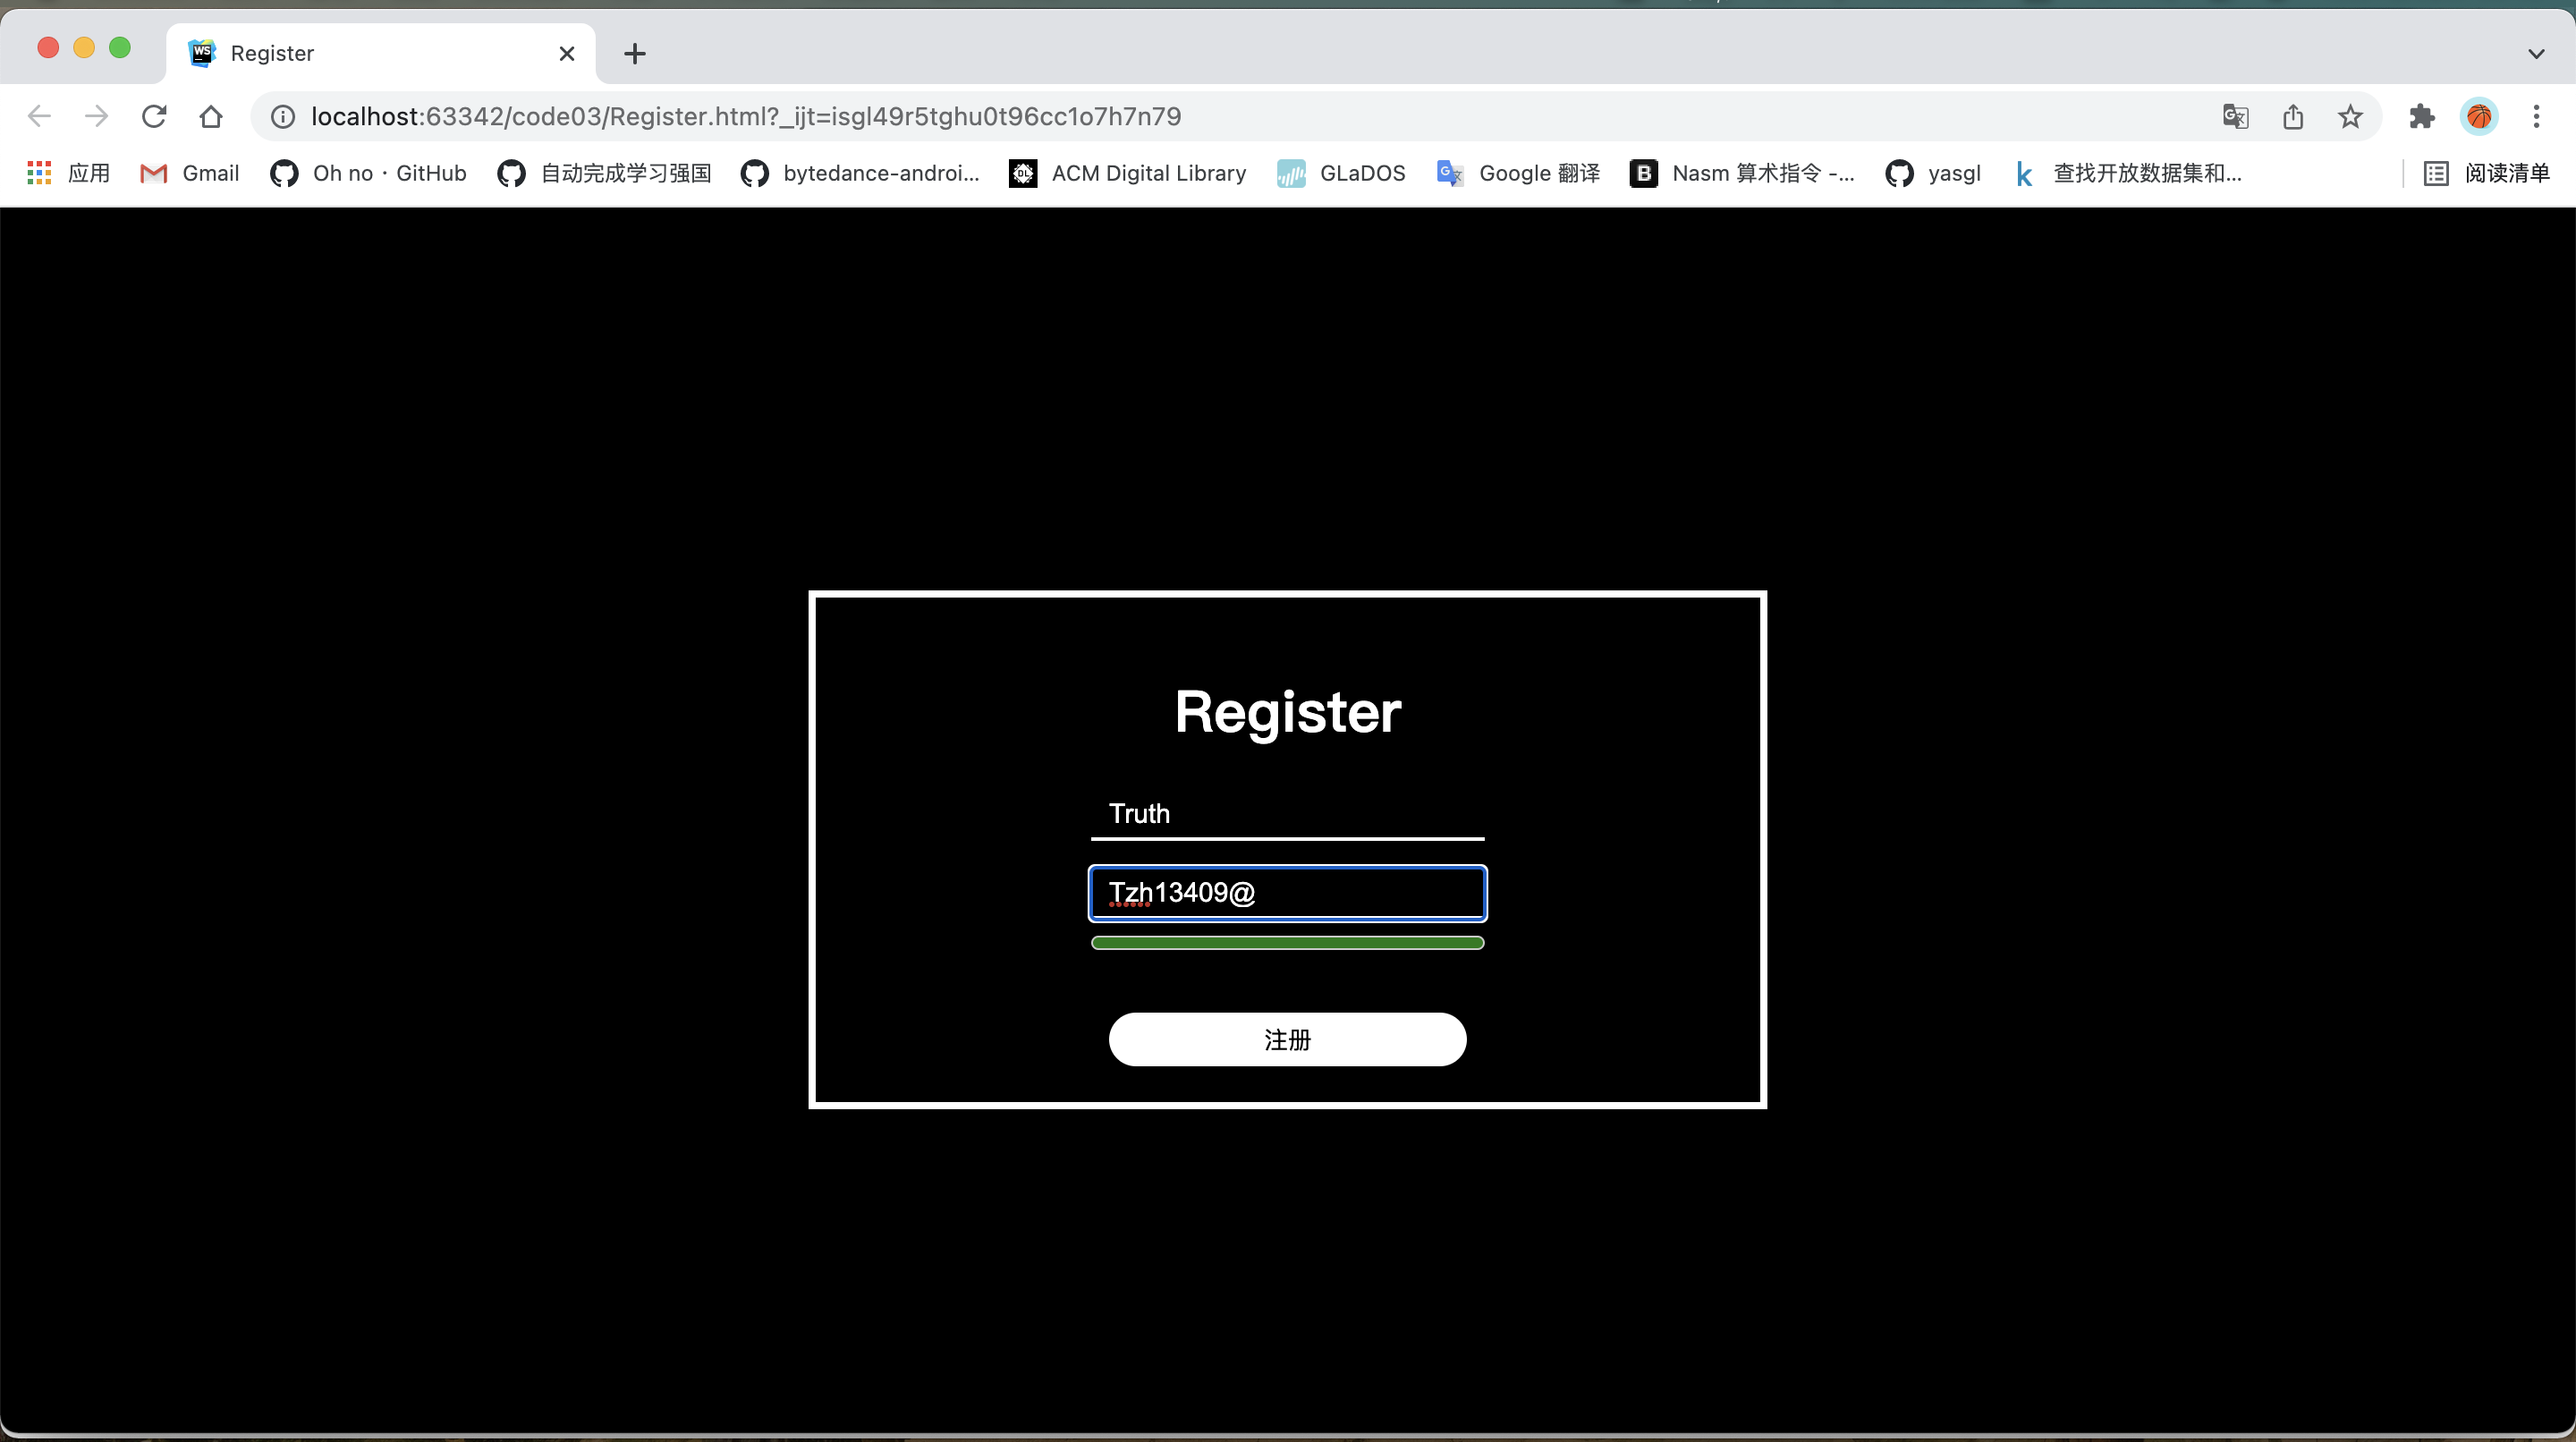 WS
Register
localhost:63342/code03/Register.html?_ijt=isgl49r5tghu0t96cc1o7h7n79
应用 Gmail Oh no · GitHub 自动完成学习强国 bytedance-androi... ACM Digital Library GLaDOS Google 翻译 B Nasm 算术指令 -... yasgl k 查找开放数据集和... 阅读清单
Register
Truth
Tzh13409@
注册